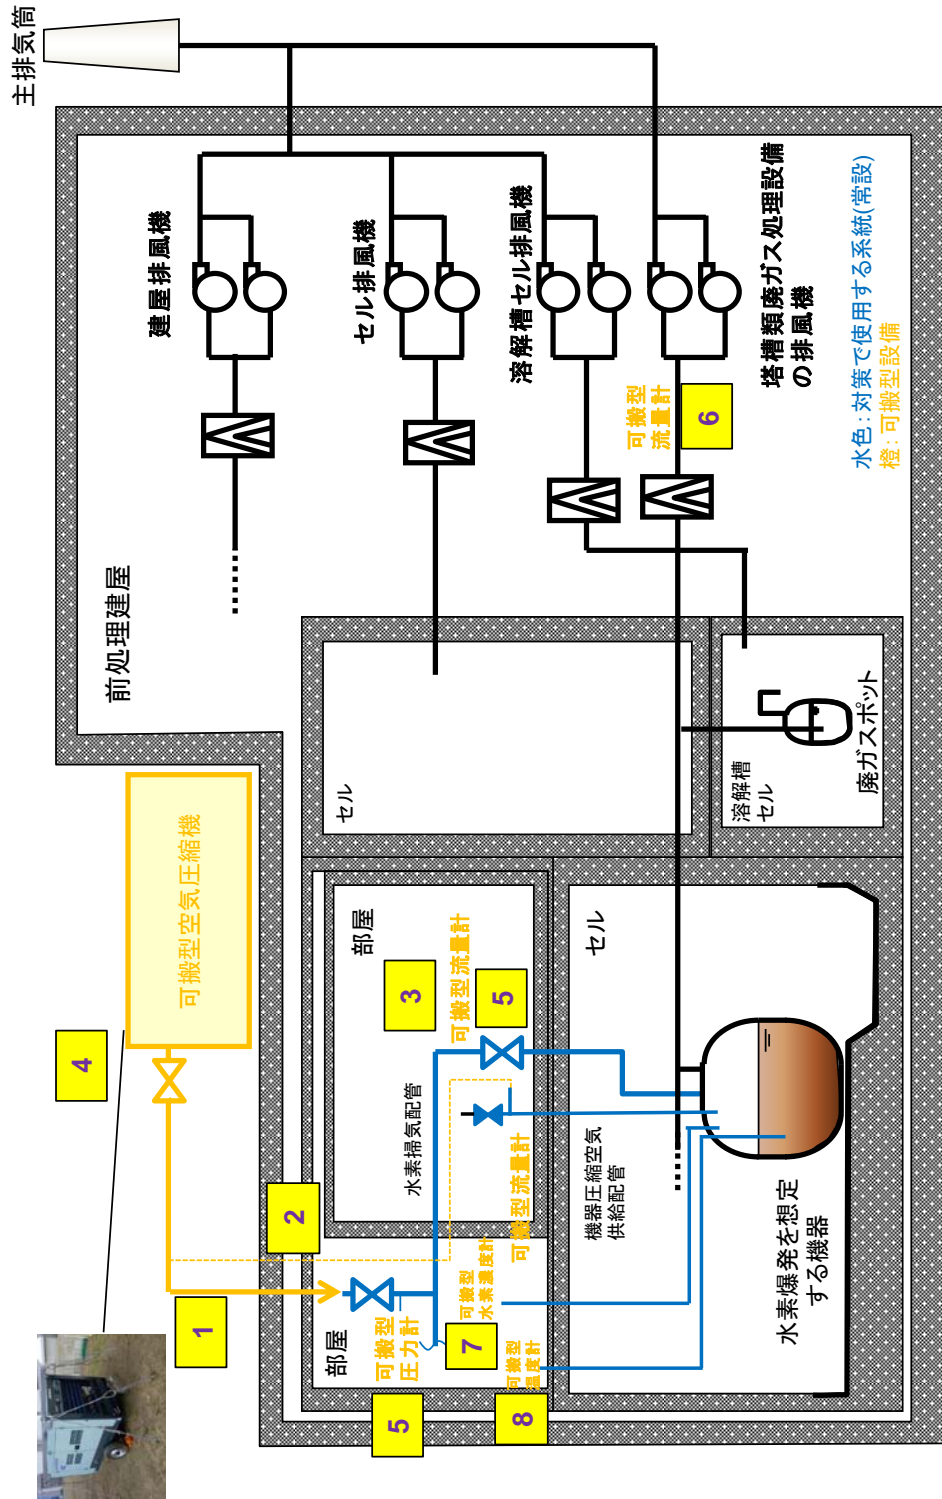 主排気筒
建屋排風機
セル排風機
溶解槽セル排風機
塔槽類廃ガス処理設備
の排風機
可搬型
流量計
6
水色：対策で使用する系統(常設)
橙：可搬型設備
前処理建屋
セル
溶解槽
セル
廃ガスポット
4
可搬型空気圧縮機
部屋
3
可搬型流量計
5
水素掃気配管
セル
2
可搬型流量計
機器圧縮空気
供給配管
水素爆発を想定
する機器
1
部屋
可搬型
圧力計
7
可搬型
水素濃度計
5
8
可搬型
温度計